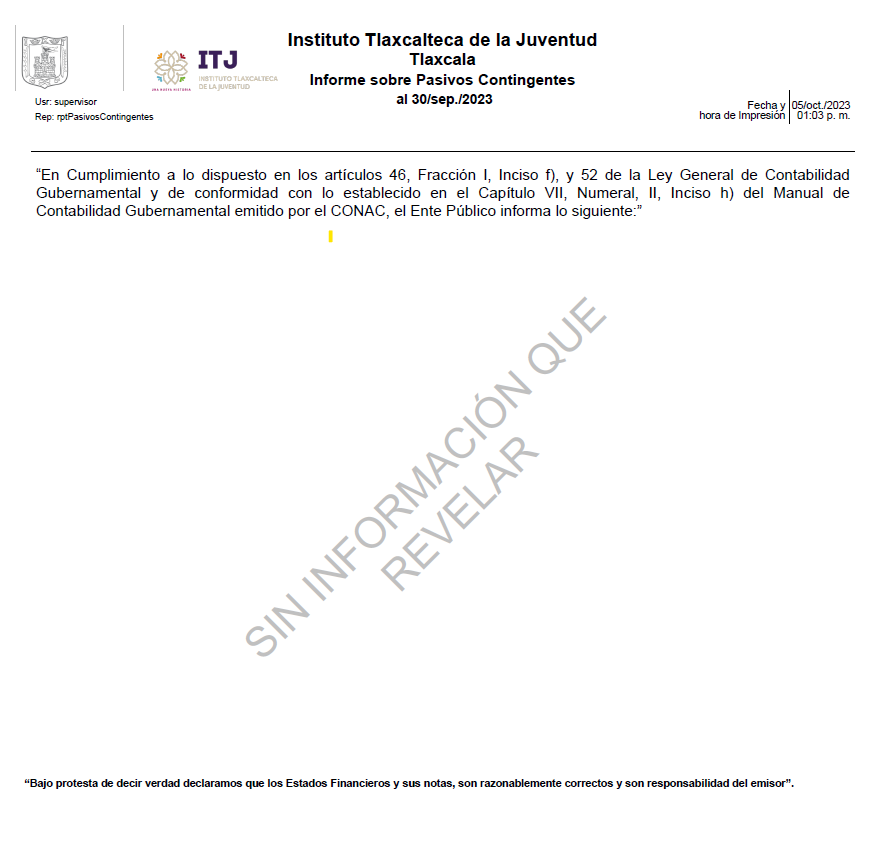 Instituto Tlaxcalteca de la Juventud
Tlaxcala
Informe sobre Pasivos Contingentes
al 30/sep./2023
ITJ
INSTITUTO TLAXCALTECA
DE LA JUVENTUD
UNA NUEVA HISTORIA
Usr: supervisor
Rep: rptPasivosContingentes
Fecha y 05/oct./2023
hora de Impresión 01:03 p. m.
“En Cumplimiento a lo dispuesto en los artículos 46, Fracción I, Inciso f), y 52 de la Ley General de Contabilidad
Gubernamental y de conformidad con lo establecido en el Capítulo VII, Numeral, II, Inciso h) del Manual de
Contabilidad Gubernamental emitido por el CONAC, el Ente Público informa lo siguiente:”
SIN INFORMACIÓN QUE
REVELAR
“Bajo protesta de decir verdad declaramos que los Estados Financieros y sus notas, son razonablemente correctos y son responsabilidad del emisor”.